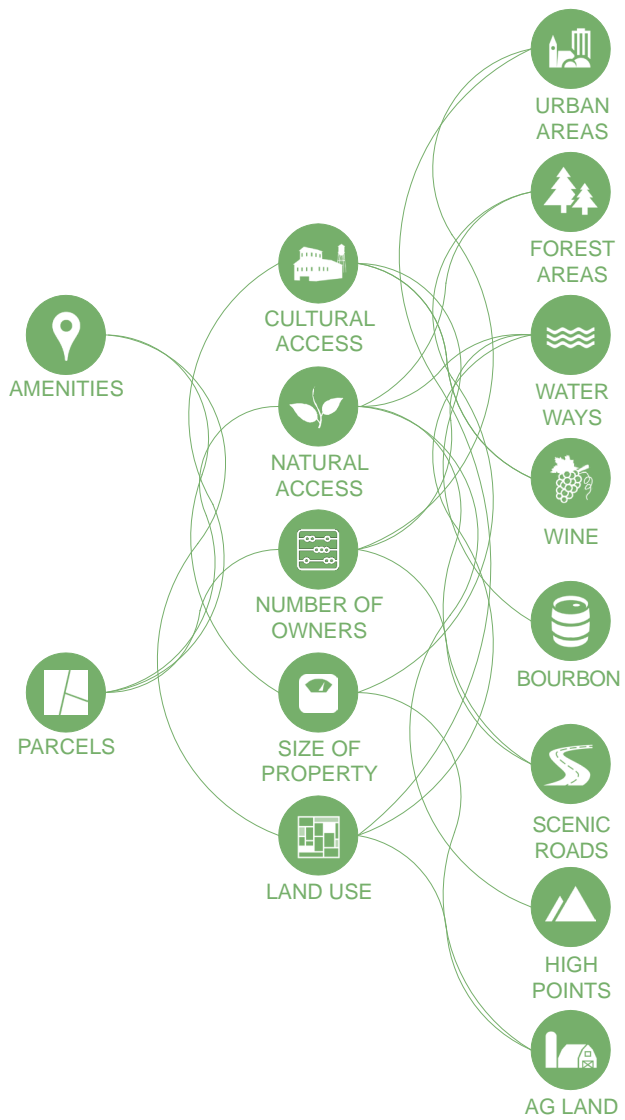 AMENITIES
PARCELS
CULTURAL
ACCESS
NATURAL
ACCESS
NUMBER OF
OWNERS
SIZE OF
PROPERTY
LAND USE
URBAN
AREAS
FOREST
AREAS
WATER
WAYS
WINE
BOURBON
SCENIC
ROADS
HIGH
POINTS
AG LAND